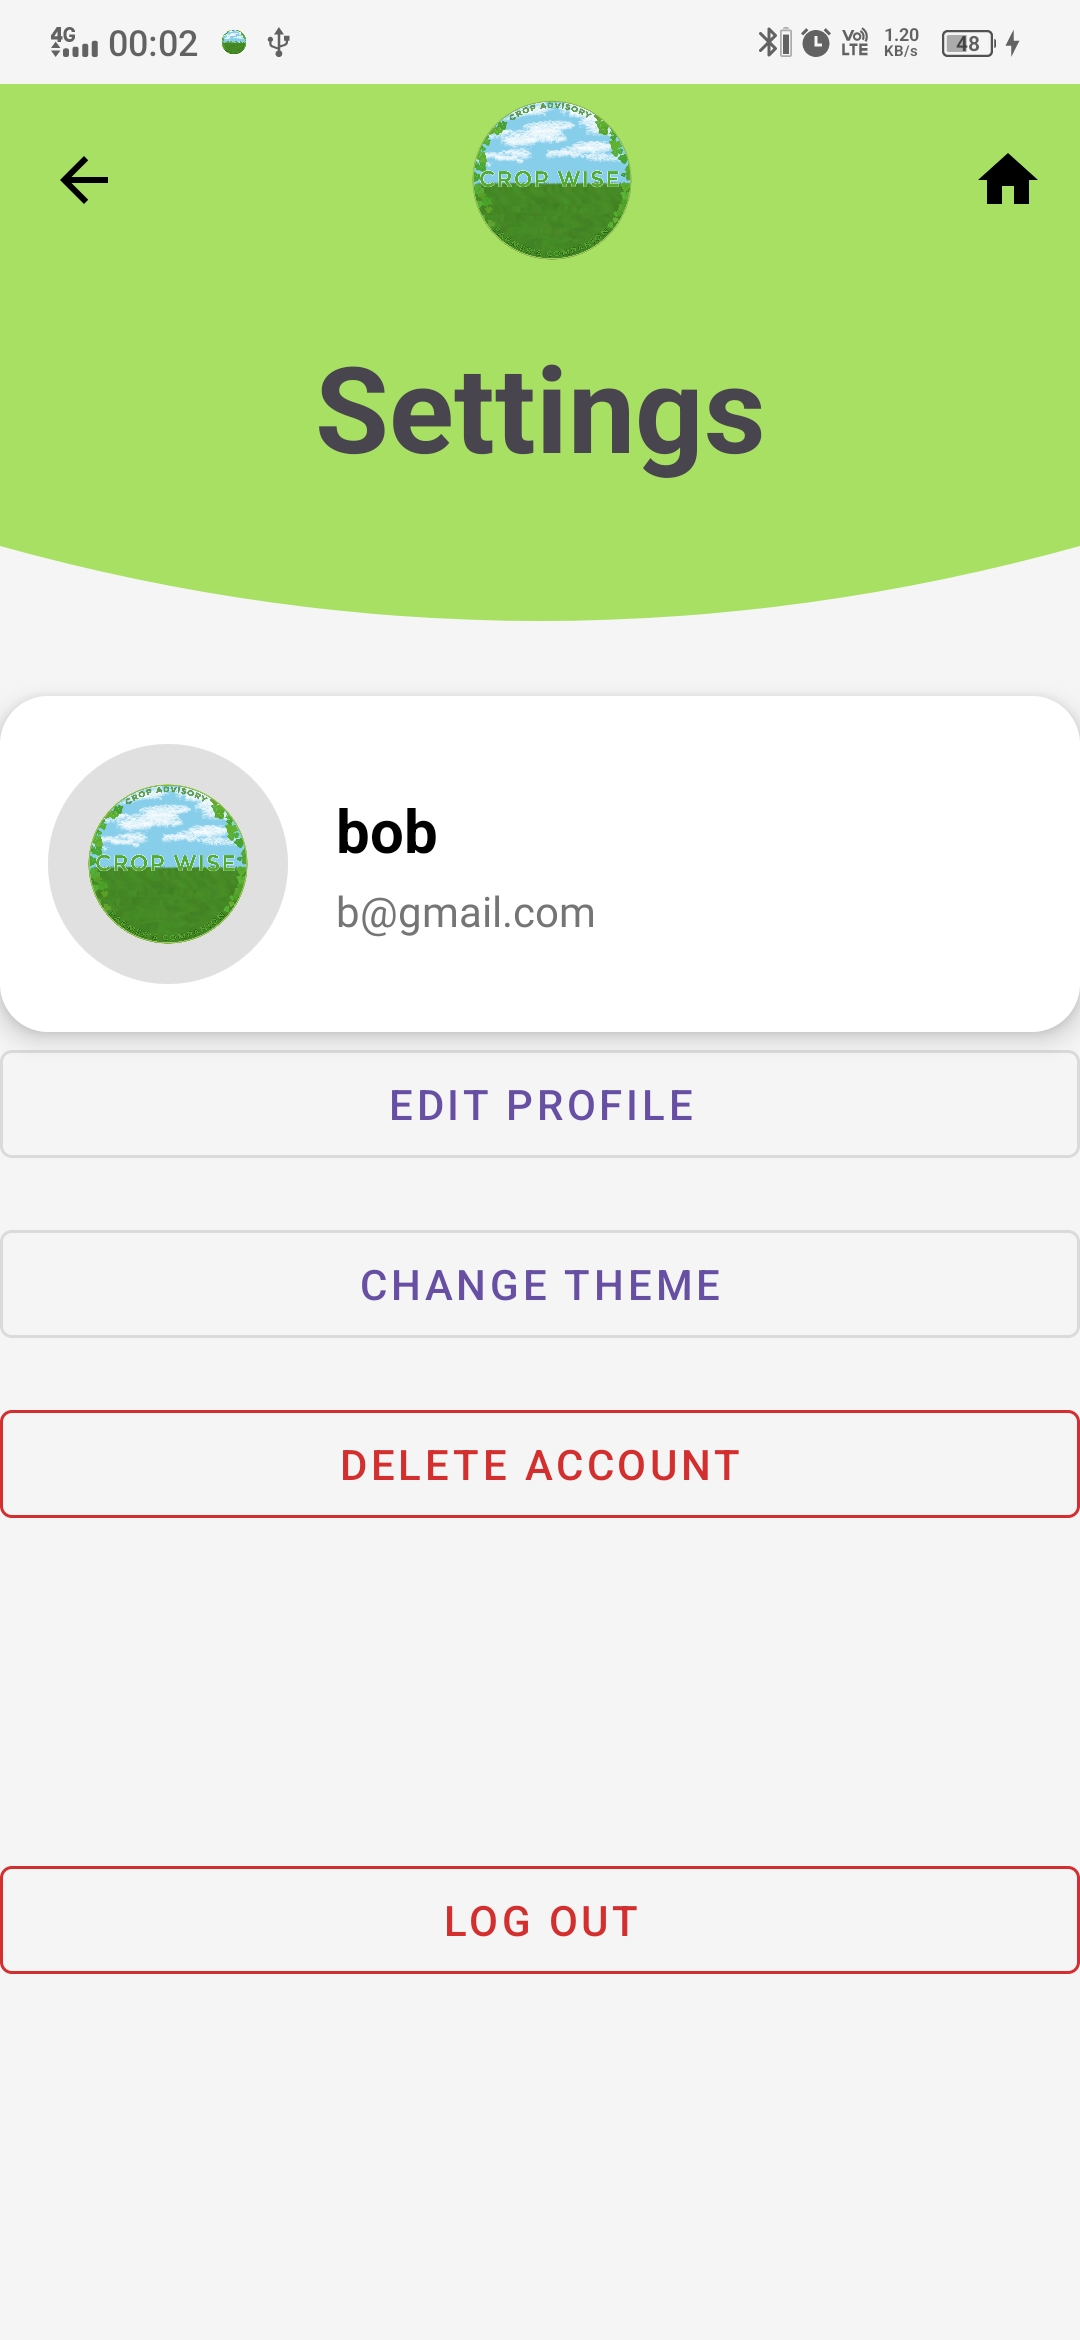 4G 00:02 Vo)) LTE 1.20 KB/s 48
CROP ADVISORY
CROP WISE
Settings
CROP ADVISORY
CROP WISE
bob
b@gmail.com
EDIT PROFILE
CHANGE THEME
DELETE ACCOUNT
LOG OUT